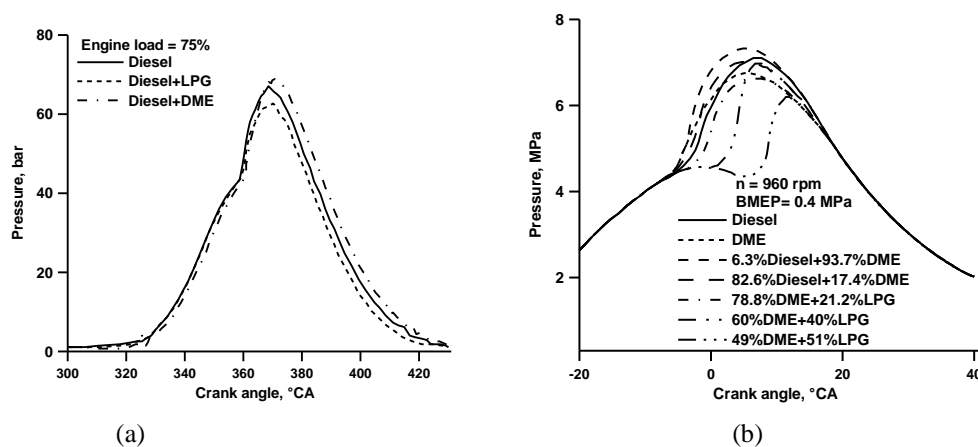 80
60
40
20
0
Pressure, bar
Engine load = 75%
Diesel
Diesel+LPG
Diesel+DME
300 320 340 360 380 400 420
Crank angle, °CA
(a)
8
6
4
2
Pressure, MPa
n = 960 rpm
BMEP= 0.4 MPa
Diesel
DME
6.3%Diesel+93.7%DME
82.6%Diesel+17.4%DME
78.8%DME+21.2%LPG
60%DME+40%LPG
49%DME+51%LPG
-20 0 20 40
Crank angle, °CA
(b)